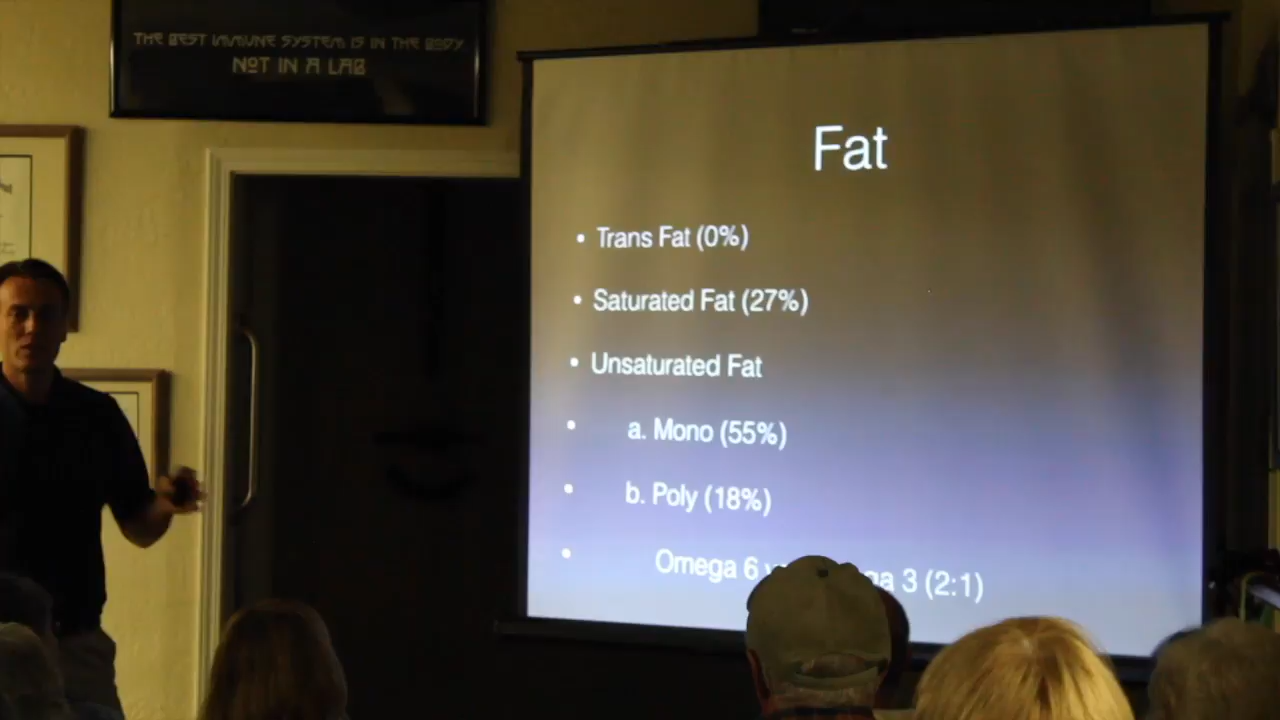 THE BEST IMMUNE SYSTEM IS IN THE BODY
NOT IN A LAB
Fat
• Trans Fat (0%)
• Saturated Fat (27%)
• Unsaturated Fat
• a. Mono (55%)
• b. Poly (18%)
• Omega 6 3 (2:1)